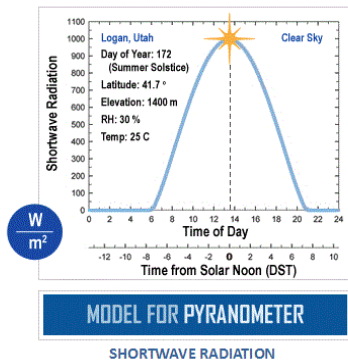 Shortwave Radiation
1100
1000
900
800
700
600
500
400
300
200
100
0
Logan, Utah
Clear Sky
Day of Year: 172
(Summer Solstice)
Latitude: 41.7 °
Elevation: 1400 m
RH: 30 %
Temp: 25 C
0 2 4 6 8 10 12 14 16 18 20 22 24
Time of Day
W
m²
-12 -10 -8 -6 -4 -2 0 2 4 6 8 10
Time from Solar Noon (DST)
MODEL FOR PYRANOMETER
SHORTWAVE RADIATION